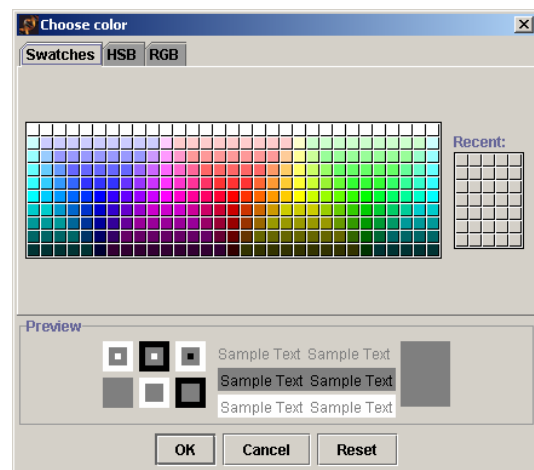 Choose color
Swatches HSB RGB
Recent:
Preview
Sample Text Sample Text
Sample Text Sample Text
Sample Text Sample Text
OK Cancel Reset